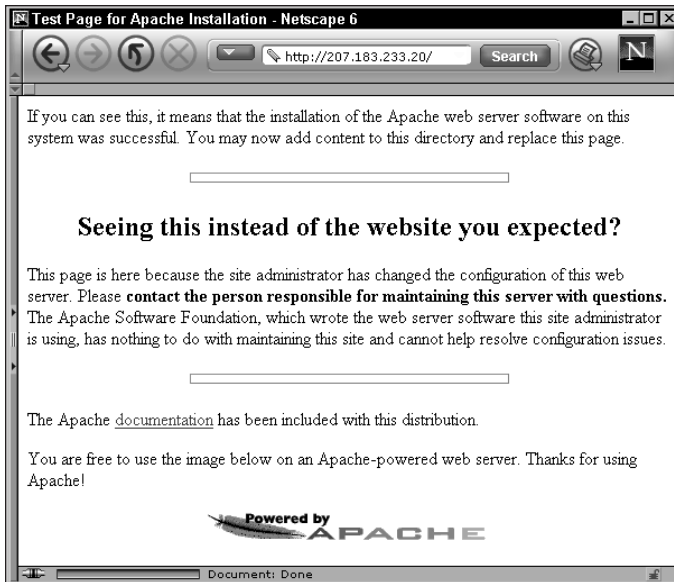 Test Page for Apache Installation - Netscape 6
http://207.183.233.20/
Search
N
If you can see this, it means that the installation of the Apache web server software on this
system was successful. You may now add content to this directory and replace this page.
Seeing this instead of the website you expected?
This page is here because the site administrator has changed the configuration of this web
server. Please contact the person responsible for maintaining this server with questions.
The Apache Software Foundation, which wrote the web server software this site administrator
is using, has nothing to do with maintaining this site and cannot help resolve configuration issues.
The Apache documentation has been included with this distribution.
You are free to use the image below on an Apache-powered web server. Thanks for using
Apache!
Powered by
APACHE
Document: Done